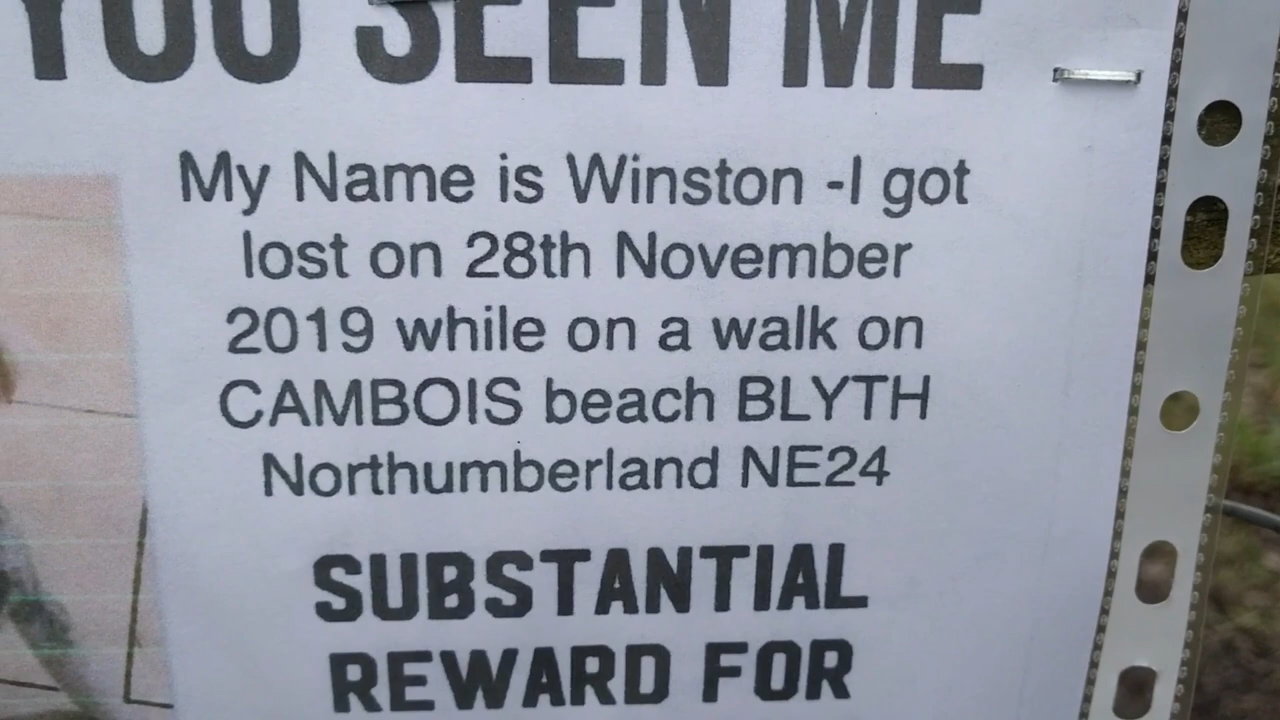 YOU SEEN ME
My Name is Winston -I got
lost on 28th November
2019 while on a walk on
CAMBOIS beach BLYTH
Northumberland NE24
SUBSTANTIAL
REWARD FOR